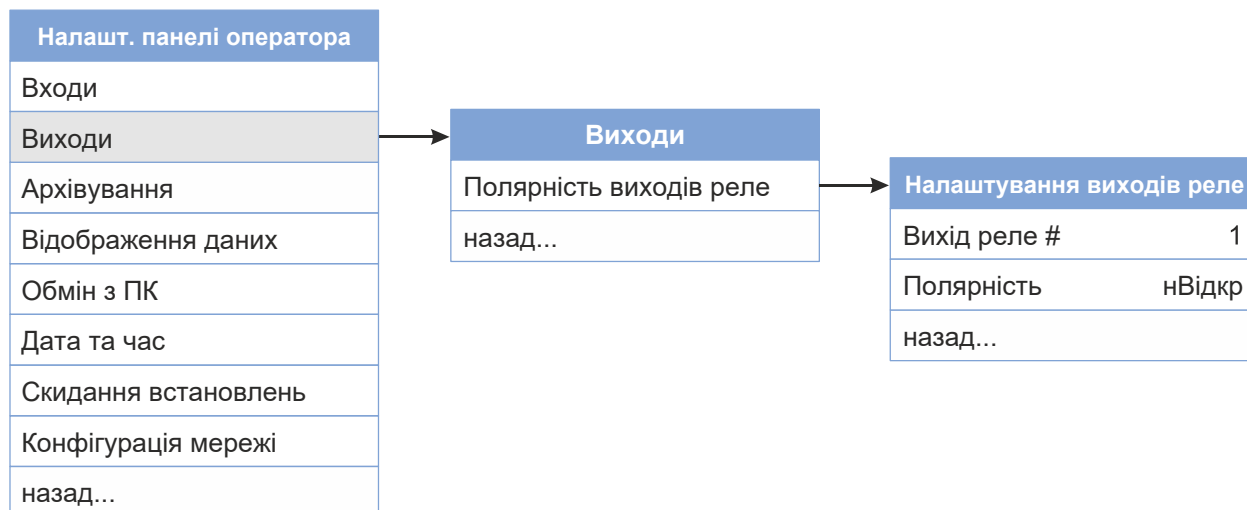 Налашт. панелі оператора
Входи
Виходи
Архівування
Відображення даних
Обмін з ПК
Дата та час
Скидання встановлень
Конфігурація мережі
назад...
Виходи
Полярність виходів реле
назад...
Налаштування виходів реле
Вихід реле # 1
Полярність нВідкр
назад...